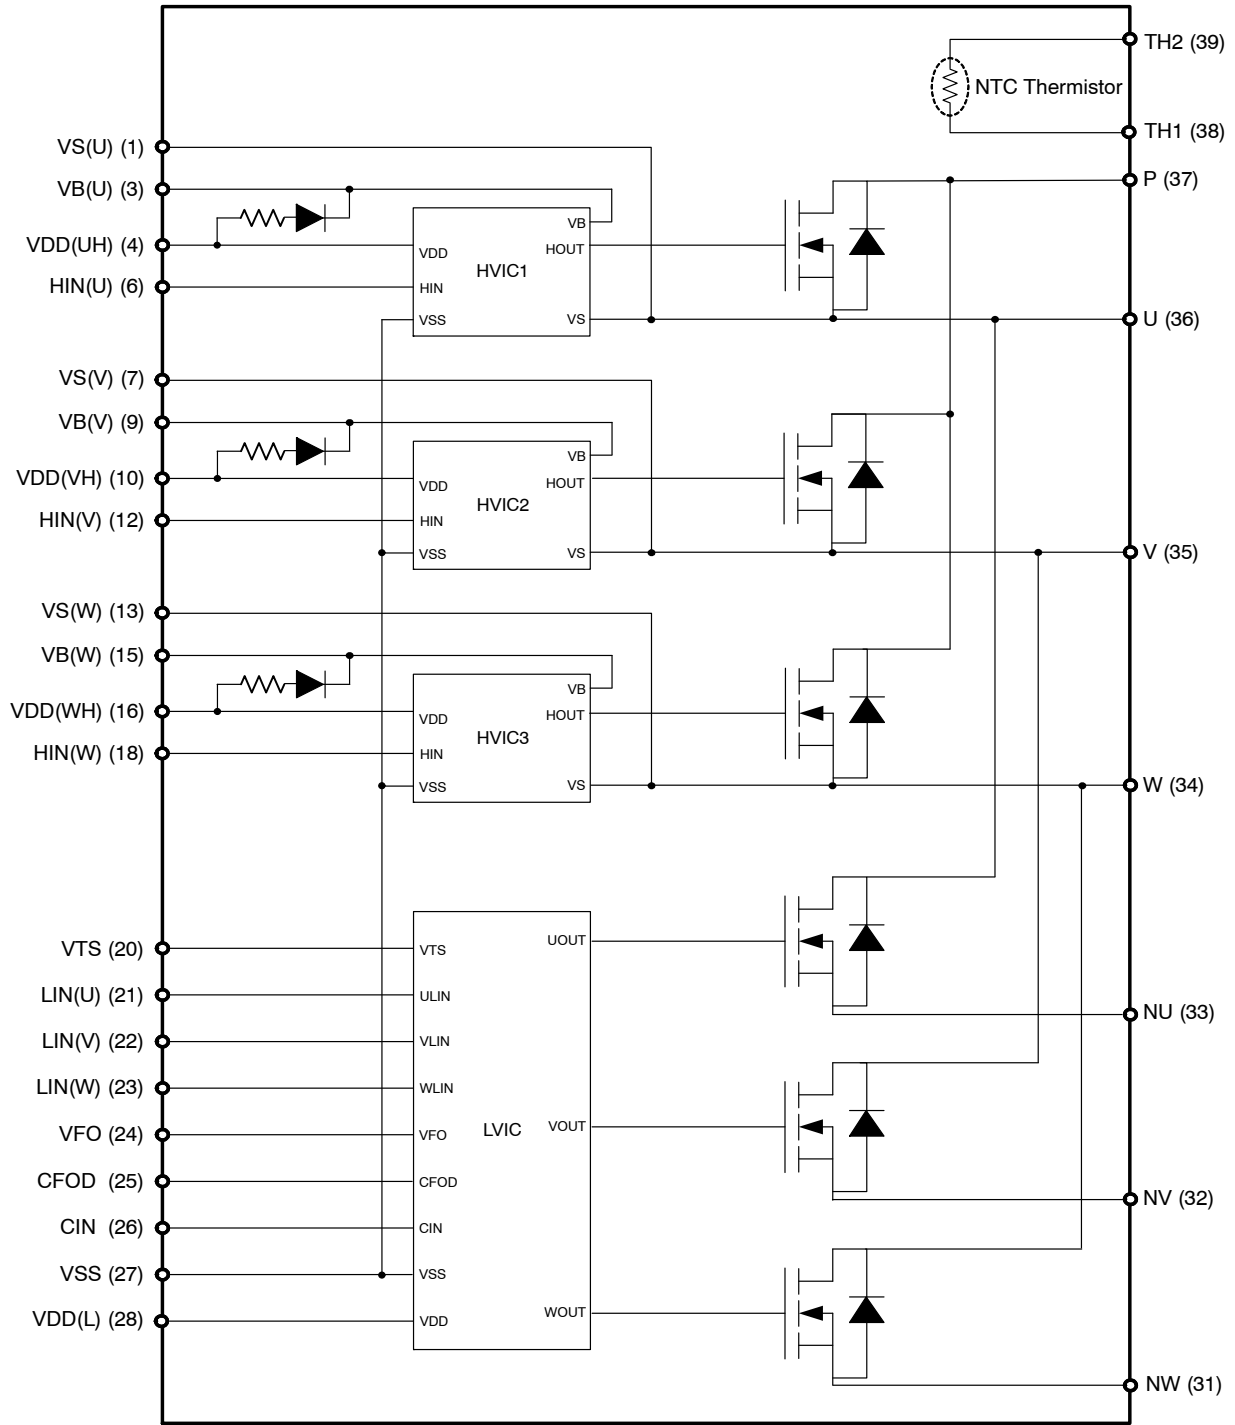 TH2 (39)
NTC Thermistor
TH1 (38)
VS(U) (1)
P (37)
VB(U) (3)
VB
VDD(UH) (4)
VDD
HOUT
HVIC1
HIN(U) (6)
HIN
VSS
VS
U (36)
VS(V) (7)
VB(V) (9)
VB
VDD(VH) (10)
VDD
HOUT
HVIC2
HIN(V) (12)
HIN
VSS
VS
V (35)
VS(W) (13)
VB(W) (15)
VB
VDD(WH) (16)
VDD
HOUT
HVIC3
HIN(W) (18)
HIN
VSS
VS
W (34)
VTS (20)
VTS
UOUT
LIN(U) (21)
ULIN
NU (33)
LIN(V) (22)
VLIN
LIN(W) (23)
WLIN
VFO (24)
VFO
LVIC
VOUT
CFOD (25)
CFOD
NV (32)
CIN (26)
CIN
VSS (27)
VSS
VDD(L) (28)
VDD
WOUT
NW (31)